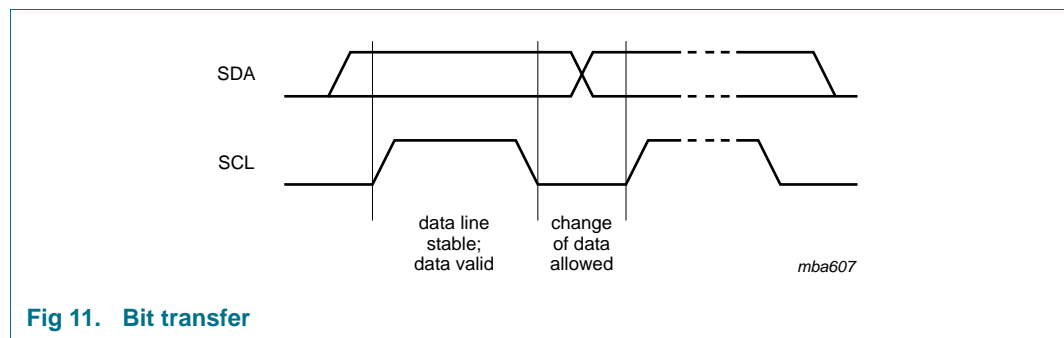 SDA
SCL
data line
stable;
data valid
change
of data
allowed
mba607
Fig 11. Bit transfer